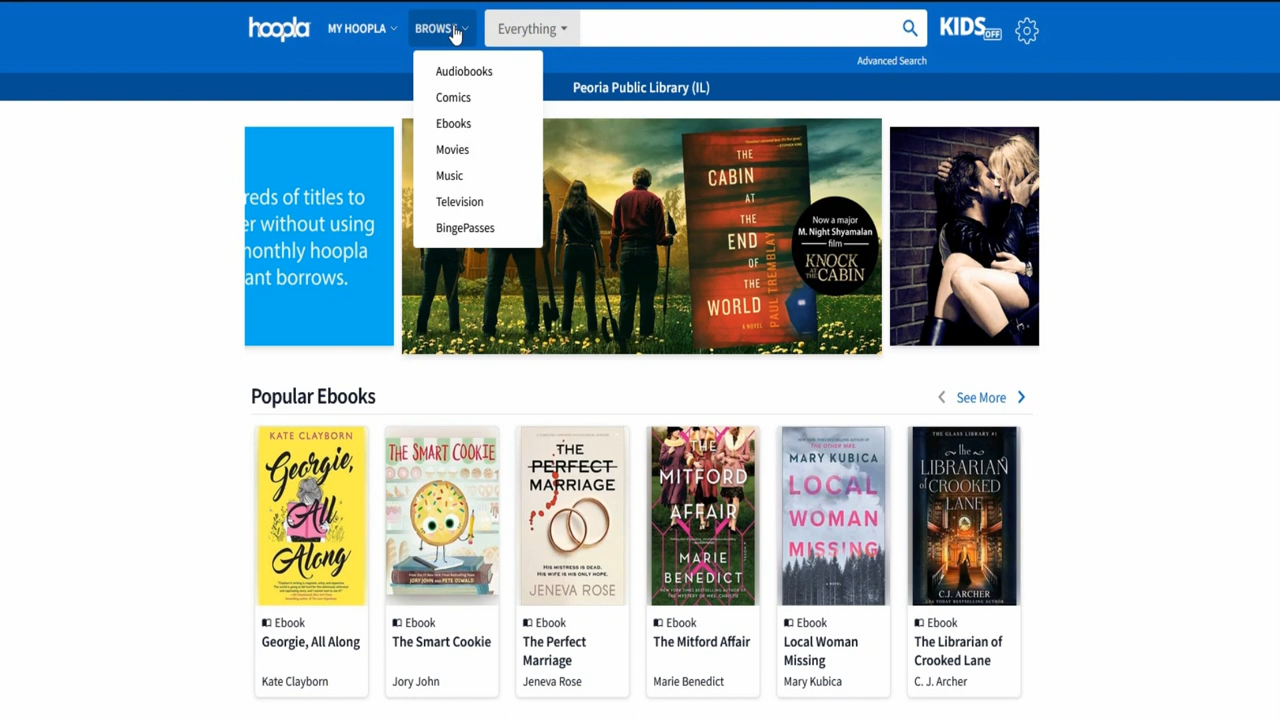 hoopla
MY HOOPLA
BROWSE
Everything
KIDS
OFF
Advanced Search
Peoria Public Library (IL)
Audiobooks
Comics
Ebooks
Movies
Music
Television
BingePasses
reds of titles to
er without using
monthly hoopla
ant borrows.
THE
CABIN
AT
THE
END
OF
THE
WORLD
A NOVEL
PAUL TREMBLAY
Now a major
M. Night Shyamalan
film
KNOCK
AT THE
CABIN
Popular Ebooks
See More
KATE CLAYBORN
Georgie,
All
Along
THE SMART COOKIE
JORY JOHN AND PETE OSWALD
THE
PERFECT
MARRIAGE
HIS MISTRESS IS DEAD.
HIS WIFE IS HIS ONLY HOPE.
JENEVA ROSE
THE
MITFORD
AFFAIR
MARIE
BENEDICT
THE OTHER MRS.
MARY KUBICA
LOCAL
WOMAN
MISSING
A NOVEL
THE GLASS LIBRARY #1
the
LIBRARIAN
of CROOKED
LANE
C.J. ARCHER
Ebook
Georgie, All Along
Kate Clayborn
Ebook
The Smart Cookie
Jory John
Ebook
The Perfect
Marriage
Jeneva Rose
Ebook
The Mitford Affair
Marie Benedict
Ebook
Local Woman
Missing
Mary Kubica
Ebook
The Librarian of
Crooked Lane
C. J. Archer